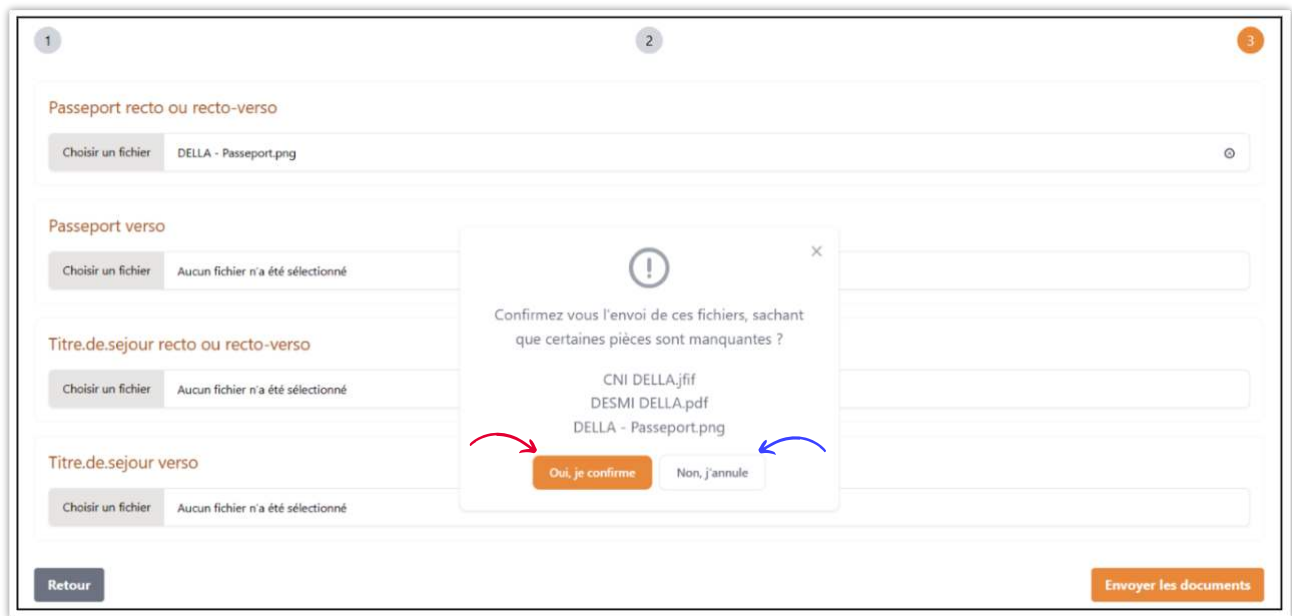 1
2
3
Passeport recto ou recto-verso
Choisir un fichier
DELLA - Passeport.png
Passeport verso
Choisir un fichier
Aucun fichier n'a été sélectionné
Titre.de.sejour recto ou recto-verso
Choisir un fichier
Aucun fichier n'a été sélectionné
Titre.de.sejour verso
Choisir un fichier
Aucun fichier n'a été sélectionné
Confirmez vous l'envoi de ces fichiers, sachant
que certaines pièces sont manquantes ?
CNI DELLA.jfif
DESMI DELLA.pdf
DELLA - Passeport.png
Oui, je confirme
Non, j'annule
Retour
Envoyer les documents